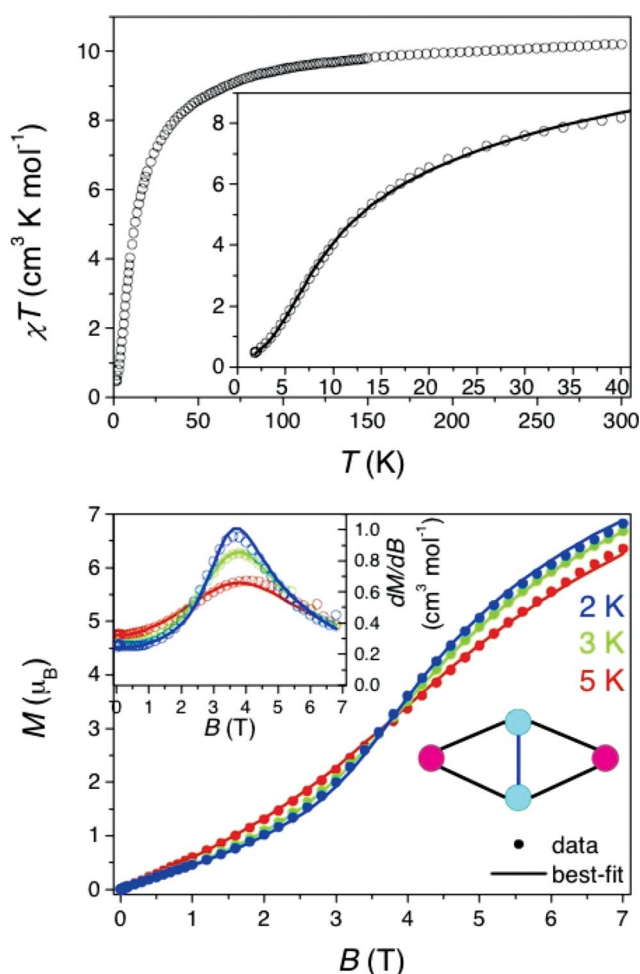 χT (cm³ K mol⁻¹)
10
8
6
4
2
0
8
6
4
2
0
0 5 10 15 20 25 30 35 40
0 50 100 150 200 250 300
T (K)
M (μB)
7
6
5
4
3
2
1
0
1.0
0.8
0.6
0.4
0.2
0.0
dM/dB
(cm³ mol⁻¹)
0 1 2 3 4 5 6 7
B (T)
2 K
3 K
5 K
data
best-fit
0 1 2 3 4 5 6 7
B (T)